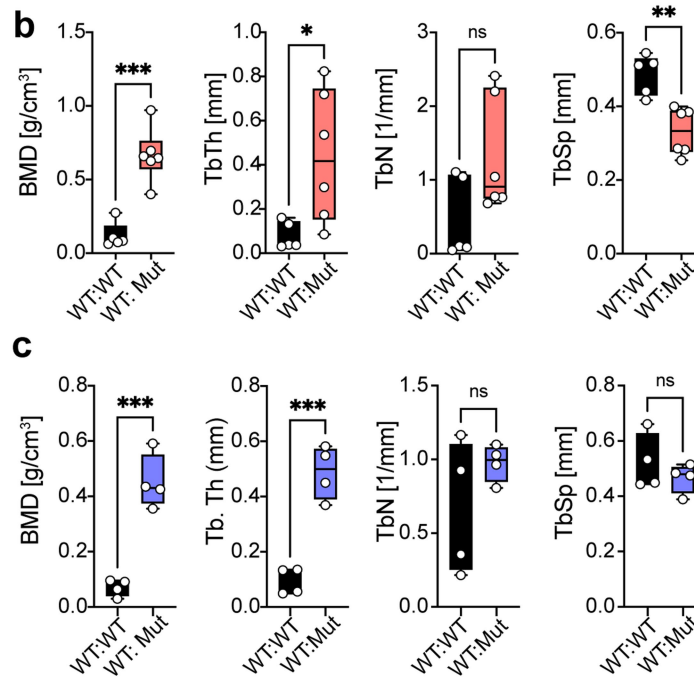 b
BMD [g/cm³]
1.5
1.0
0.5
0.0
***
WT:WT
WT: Mut
TbTh [mm]
1.0
0.8
0.6
0.4
0.2
0.0
*
WT:WT
WT:Mut
TbN [1/mm]
3
2
1
0
ns
WT:WT
WT: Mut
TbSp [mm]
0.6
0.4
0.2
0.0
**
WT:WT
WT:Mut
c
BMD [g/cm³]
0.8
0.6
0.4
0.2
0.0
***
WT:WT
WT: Mut
Tb. Th (mm)
0.8
0.6
0.4
0.2
0.0
***
WT:WT
WT:Mut
TbN [1/mm]
1.5
1.0
0.5
0.0
ns
WT:WT
WT:Mut
TbSp [mm]
0.8
0.6
0.4
0.2
0.0
ns
WT:WT
WT:Mut